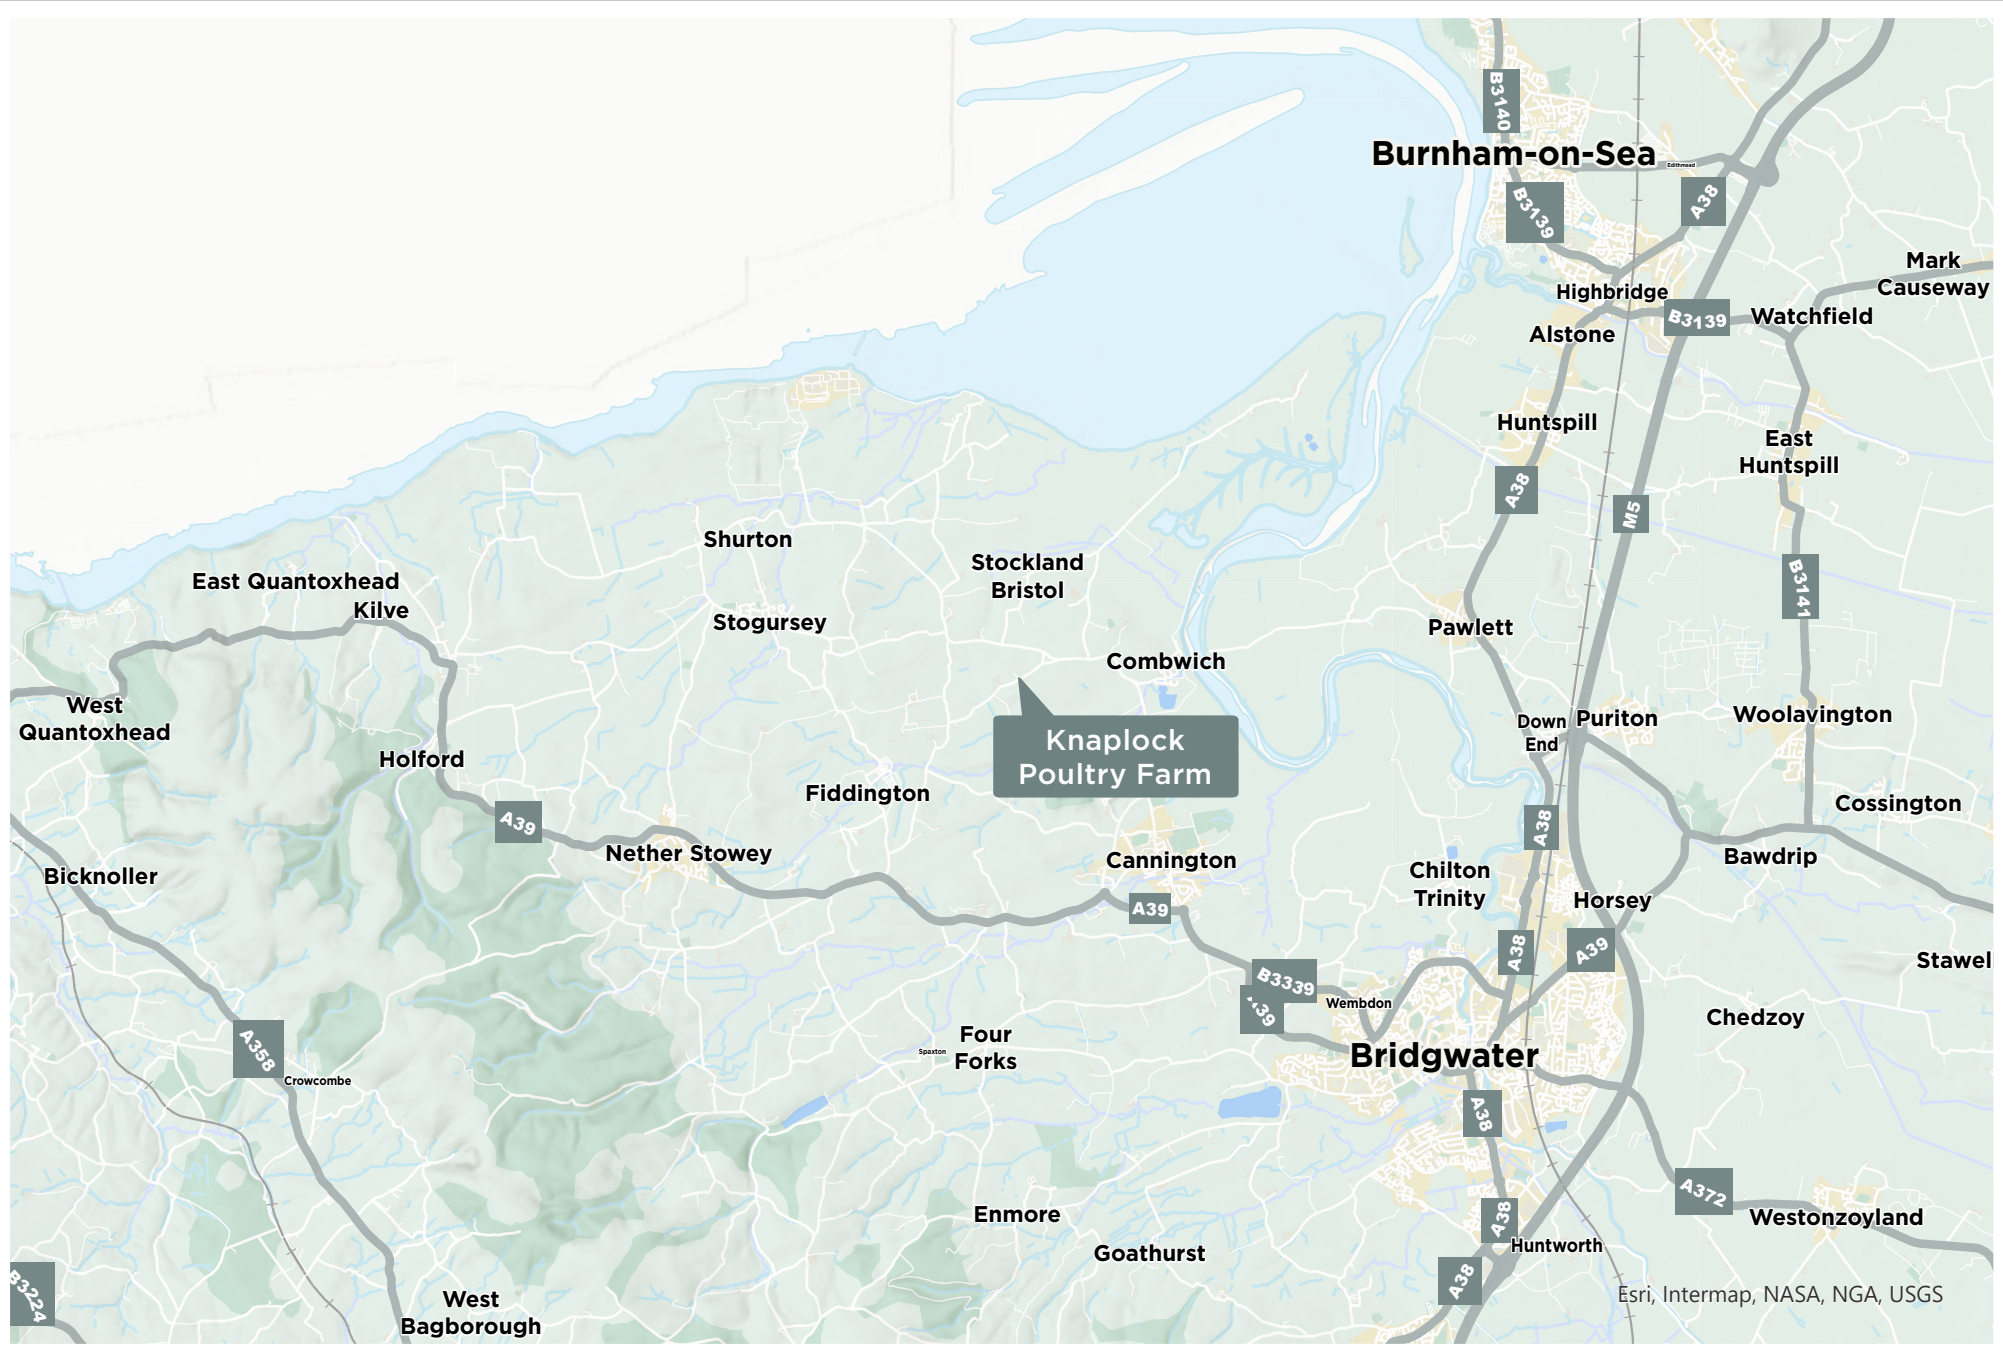 B3140
Burnham-on-Sea
Edithmead
B3139
A38
Mark
Causeway
Highbridge
B3139
Watchfield
Alstone
Huntspill
East
Huntspill
A38
M5
Shurton
Stockland
Bristol
East Quantoxhead
Kilve
B3141
Stogursey
Pawlett
Combwich
West
Quantoxhead
Down
End
Puriton
Woolavington
Knaplock
Poultry Farm
Holford
Fiddington
Cossington
A39
A38
Nether Stowey
Cannington
Bawdrip
Bicknoller
Chilton
Trinity
Horsey
A39
A38
A39
Stawel
B3339
Wembdon
A39
Chedzoy
Four
Forks
Spaxton
Bridgwater
A358
Crowcombe
A38
A372
Enmore
A38
Westonzoyland
Goathurst
Huntworth
A38
B3224
West
Bagborough
Esri, Intermap, NASA, NGA, USGS